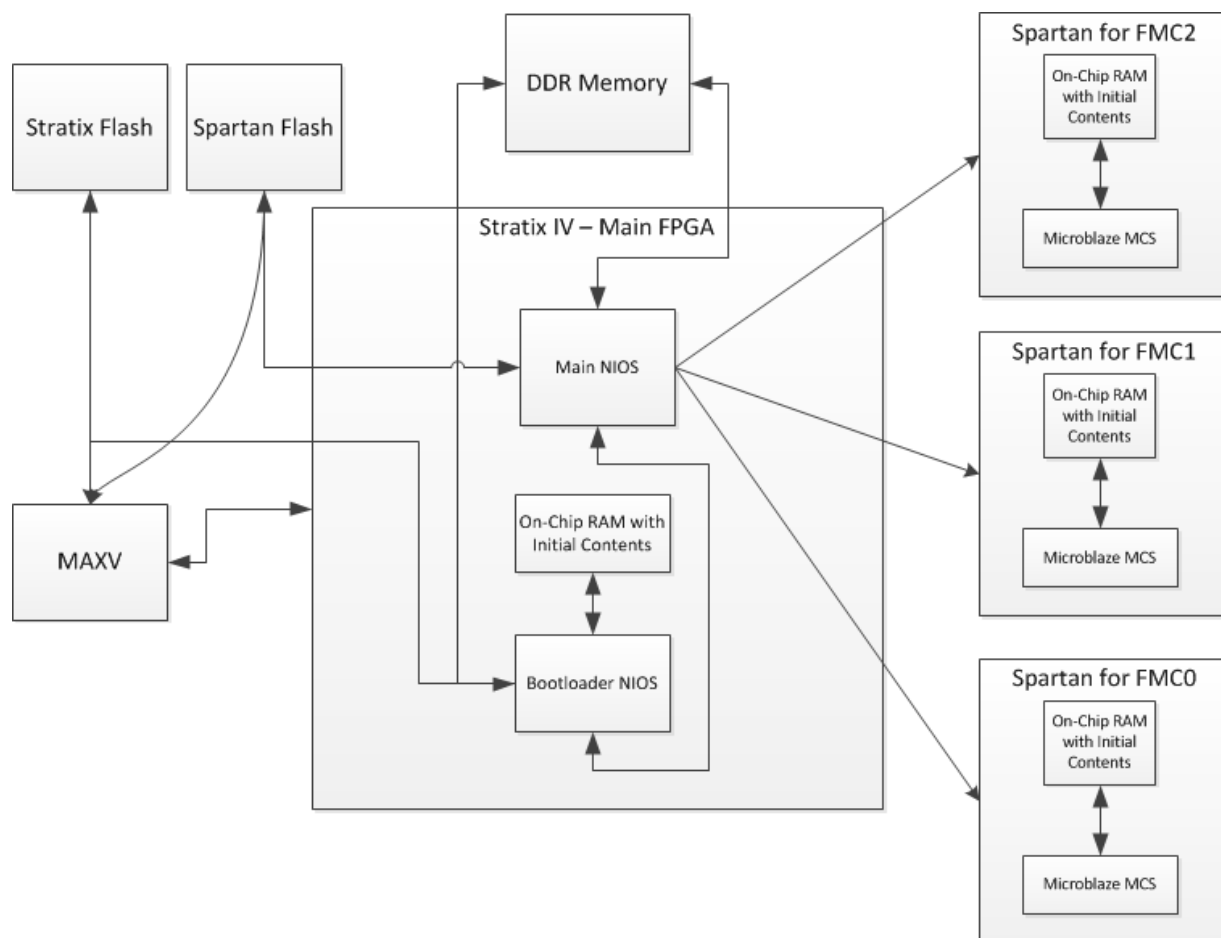 Stratix Flash
Spartan Flash
DDR Memory
Stratix IV – Main FPGA
Main NIOS
On-Chip RAM with
Initial Contents
Bootloader NIOS
MAXV
Spartan for FMC2
On-Chip RAM
with Initial
Contents
Microblaze MCS
Spartan for FMC1
On-Chip RAM
with Initial
Contents
Microblaze MCS
Spartan for FMC0
On-Chip RAM
with Initial
Contents
Microblaze MCS